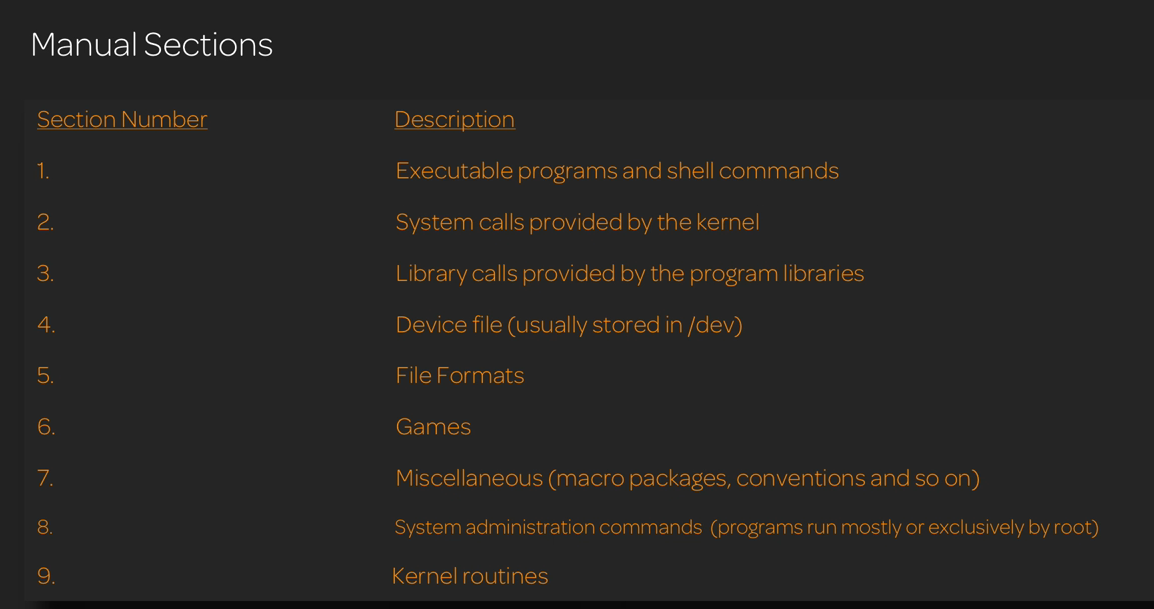 Manual Sections
Section Number Description
1. Executable programs and shell commands
2. System calls provided by the kernel
3. Library calls provided by the program libraries
4. Device file (usually stored in /dev)
5. File Formats
6. Games
7. Miscellaneous (macro packages, conventions and so on)
8. System administration commands (programs run mostly or exclusively by root)
9. Kernel routines